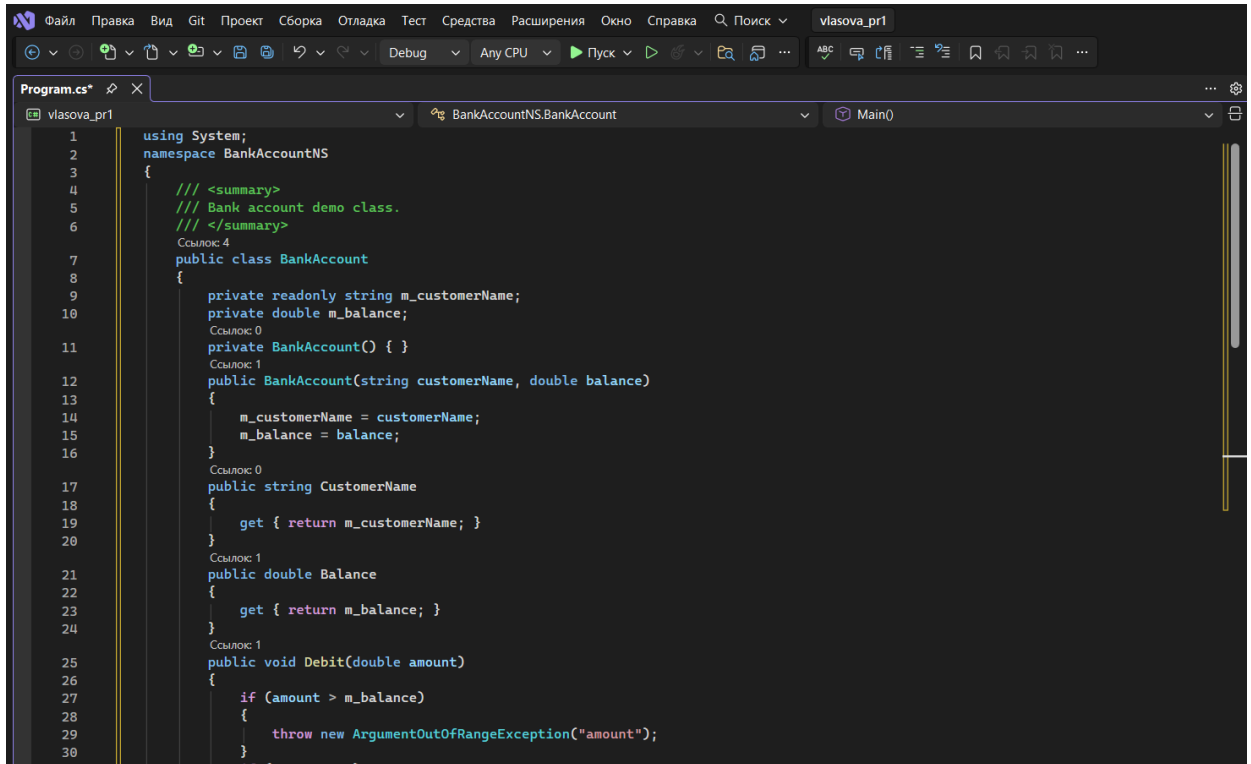 Файл Правка Вид Git Проект Сборка Отладка Тест Средства Расширения Окно Справка Поиск vlasova_pr1
Debug Any CPU Пуск ABC
Program.cs*
C# vlasova_pr1 BankAccountNS.BankAccount Main()
1 using System;
2 namespace BankAccountNS
3 {
4 /// <summary>
5 /// Bank account demo class.
6 /// </summary>
Ссылок: 4
7 public class BankAccount
8 {
9 private readonly string m_customerName;
10 private double m_balance;
Ссылок: 0
11 private BankAccount() { }
Ссылок: 1
12 public BankAccount(string customerName, double balance)
13 {
14 m_customerName = customerName;
15 m_balance = balance;
16 }
Ссылок: 0
17 public string CustomerName
18 {
19 get { return m_customerName; }
20 }
Ссылок: 1
21 public double Balance
22 {
23 get { return m_balance; }
24 }
Ссылок: 1
25 public void Debit(double amount)
26 {
27 if (amount > m_balance)
28 {
29 throw new ArgumentOutOfRangeException("amount");
30 }